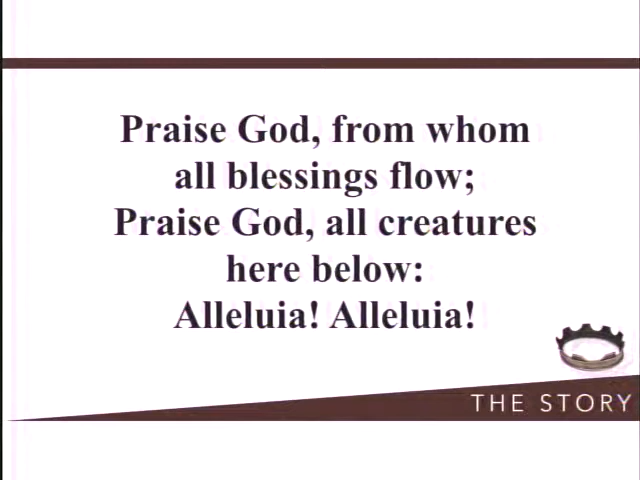 Praise God, from whom
all blessings flow;
Praise God, all creatures
here below:
Alleluia! Alleluia!
THE STORY